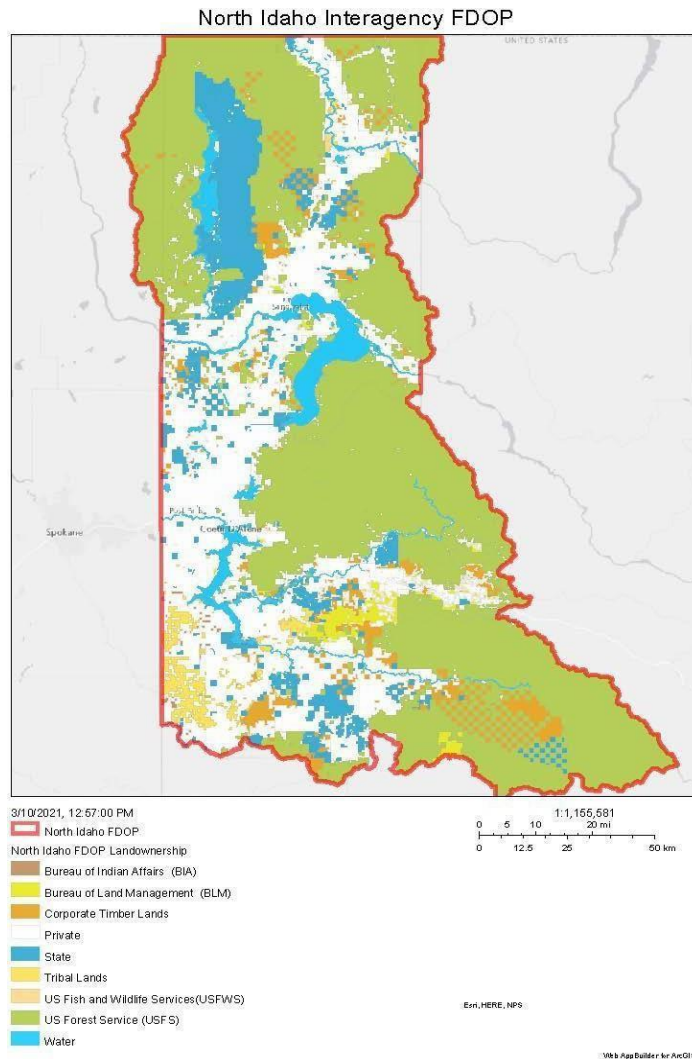 North Idaho Interagency FDOP
UNITED STATES
Spokane
3/10/2021, 12:57:00 PM
1:1,155,581
North Idaho FDOP
0 5 10 20 mi
0 12.5 25 50 km
North Idaho FDOP Landownership
Bureau of Indian Affairs (BIA)
Bureau of Land Management (BLM)
Corporate Timber Lands
Private
State
Tribal Lands
US Fish and Wildlife Services(USFWS)
US Forest Service (USFS)
Water
Esri, HERE, NPS
Web AppBuilder for ArcGI